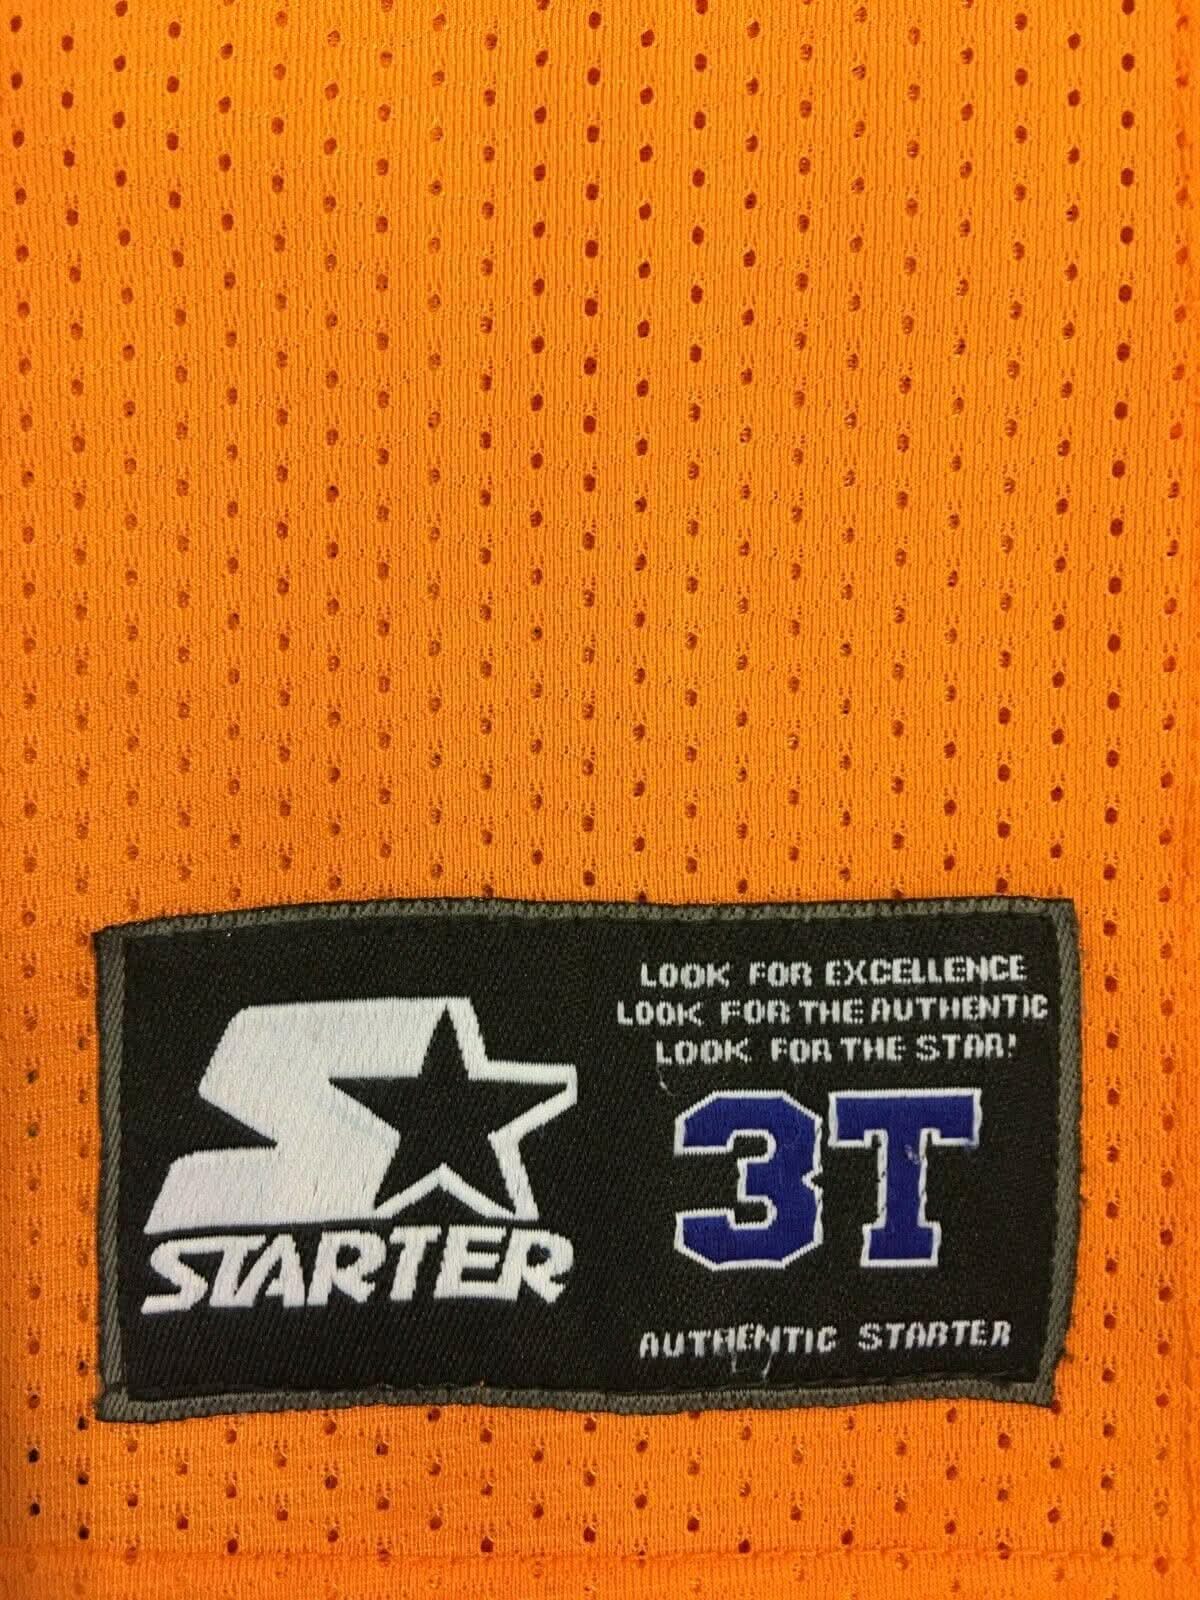 LOOK FOR EXCELLENCE
LOOK FOR THE AUTHENTIC
LOOK FOR THE STAR!
STARTER
3T
AUTHENTIC STARTER